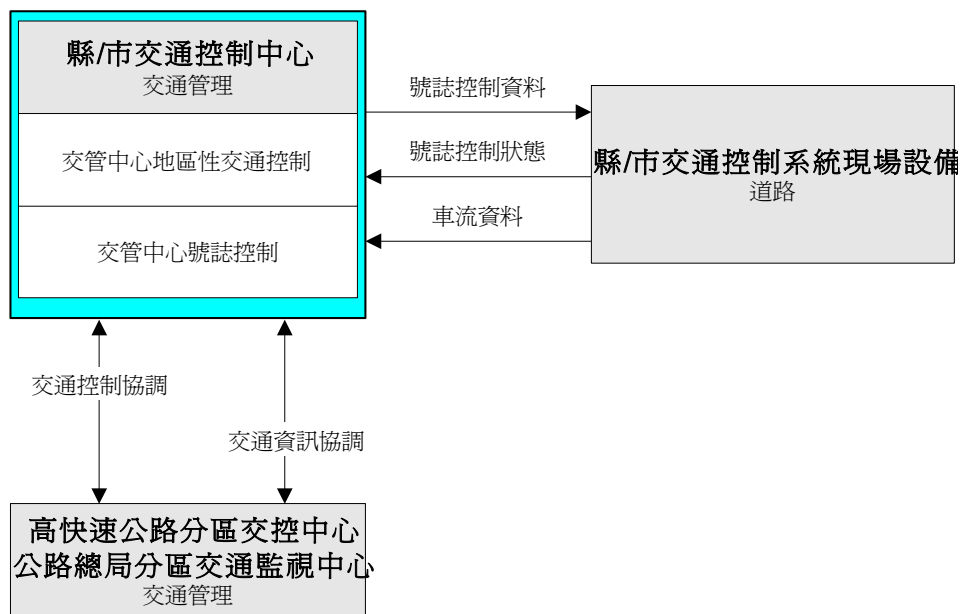 縣/市交通控制中心
交通管理
交管中心地區性交通控制
交管中心號誌控制
號誌控制資料
號誌控制狀態
車流資料
縣/市交通控制系統現場設備
道路
交通控制協調
交通資訊協調
高快速公路分區交控中心
公路總局分區交通監視中心
交通管理